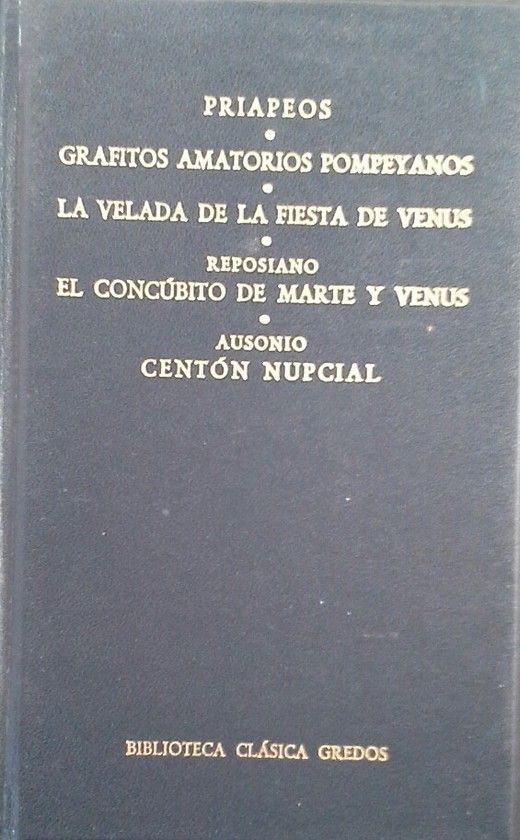 PRIAPEOS
•
GRAFITOS AMATORIOS POMPEYANOS
•
LA VELADA DE LA FIESTA DE VENUS
•
REPOSIANO
EL CONCÚBITO DE MARTE Y VENUS
•
AUSONIO
CENTÓN NUPCIAL
BIBLIOTECA CLÁSICA GREDOS